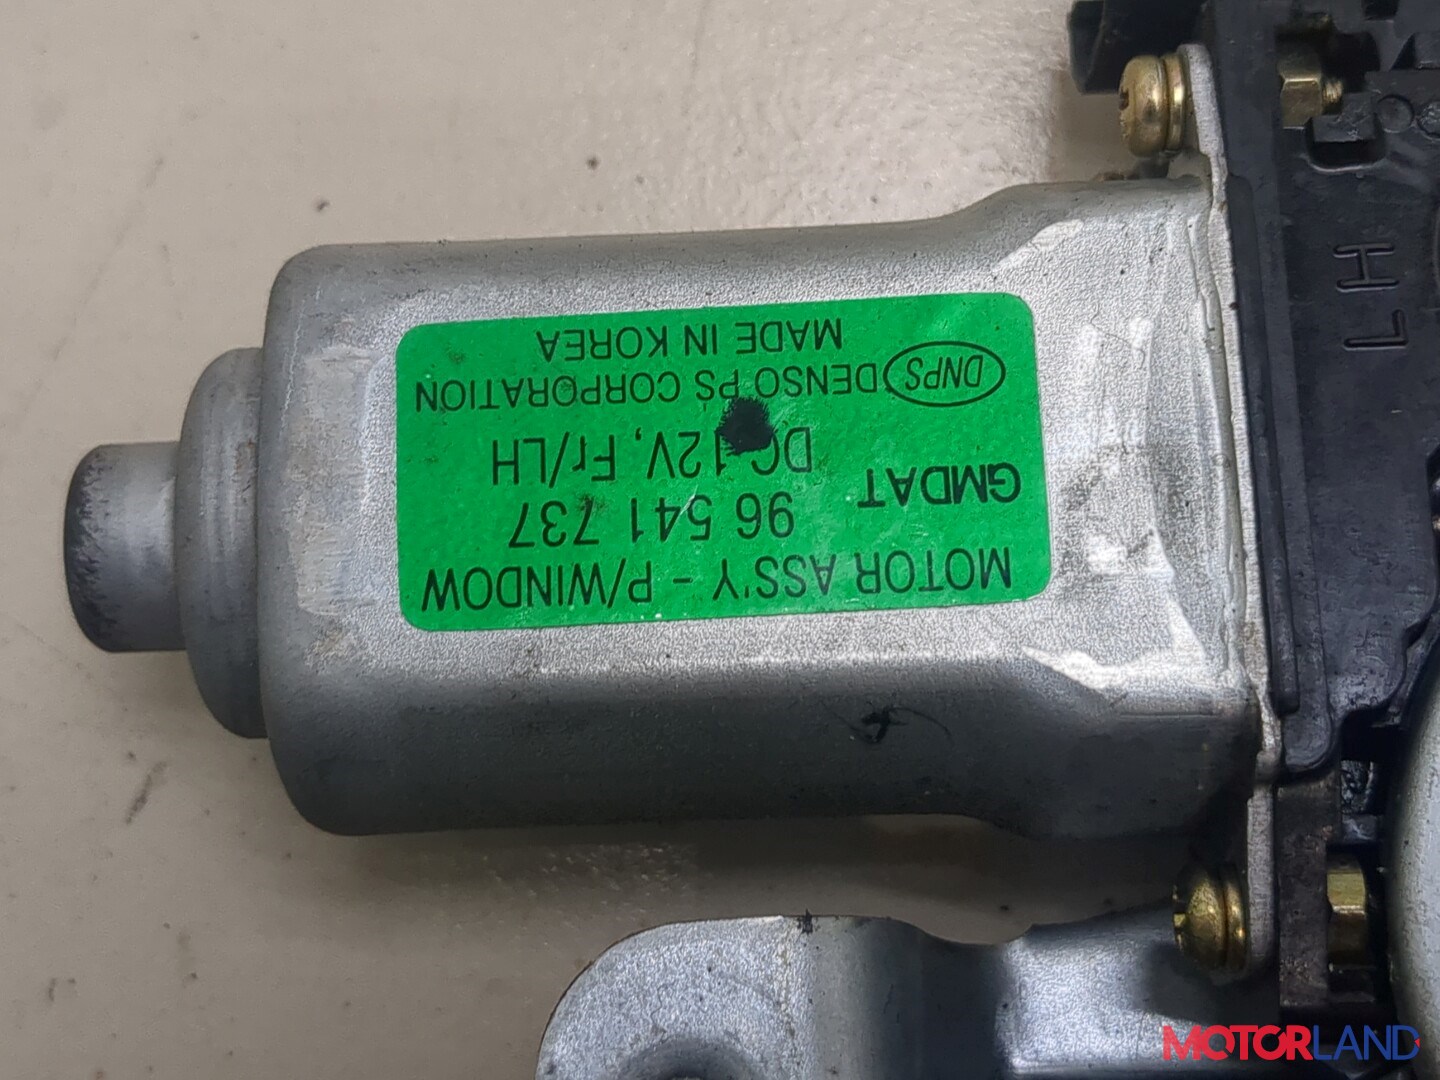 MOTOR ASS'Y - P/WINDOW
96 541 737
GMDAT
DC 12V, Fr/LH
DNPS DENSO PS CORPORATION
MADE IN KOREA
H1
MOTORLAND